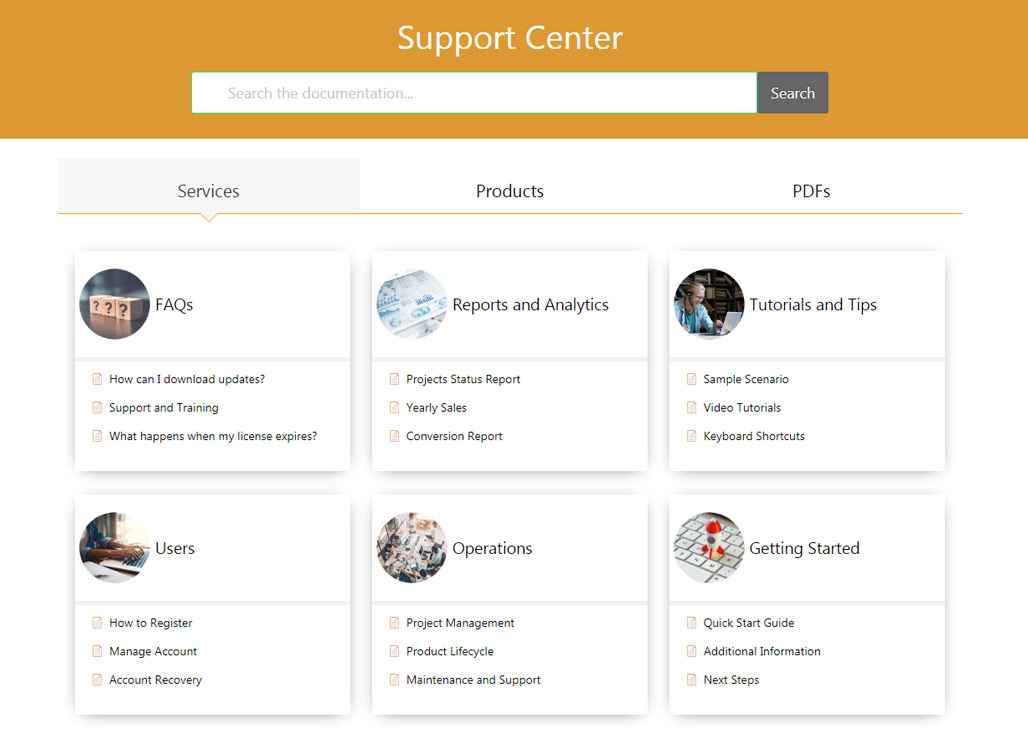 Support Center
Search the documentation...
Search
Services
Products
PDFs
FAQs
How can I download updates?
Support and Training
What happens when my license expires?
Reports and Analytics
Projects Status Report
Yearly Sales
Conversion Report
Tutorials and Tips
Sample Scenario
Video Tutorials
Keyboard Shortcuts
Users
How to Register
Manage Account
Account Recovery
Operations
Project Management
Product Lifecycle
Maintenance and Support
Getting Started
Quick Start Guide
Additional Information
Next Steps